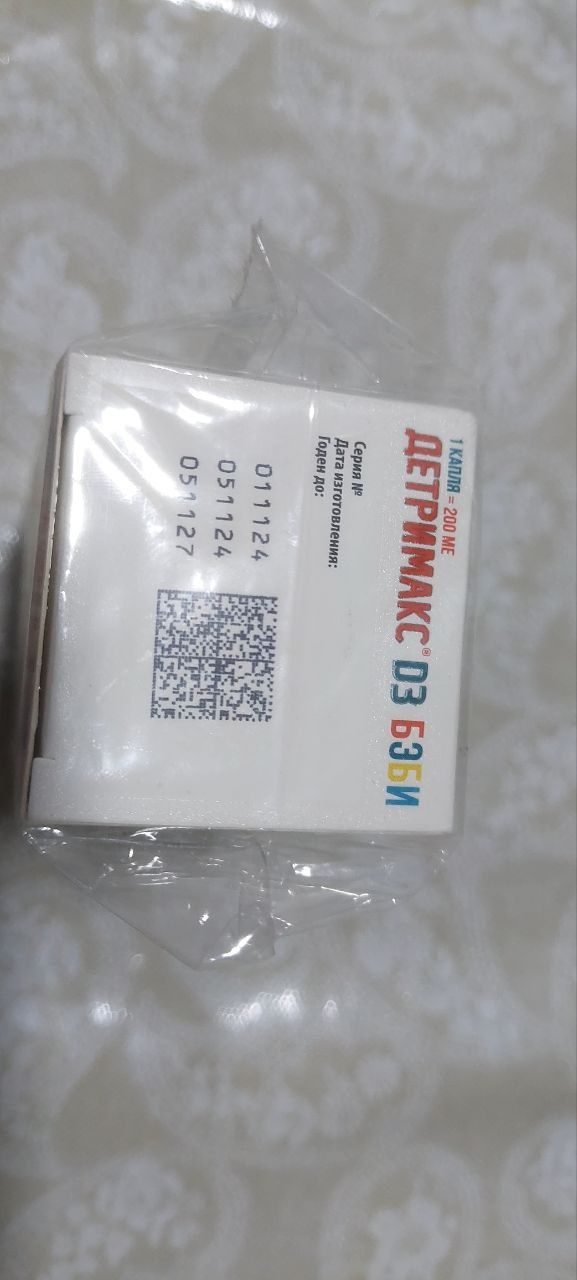 1 КАПЛЯ = 200 МЕ
ДЕТРИМАКС® D3 БЭБИ
Серия №
Дата изготовления:
Годен до:
011124
051124
051127